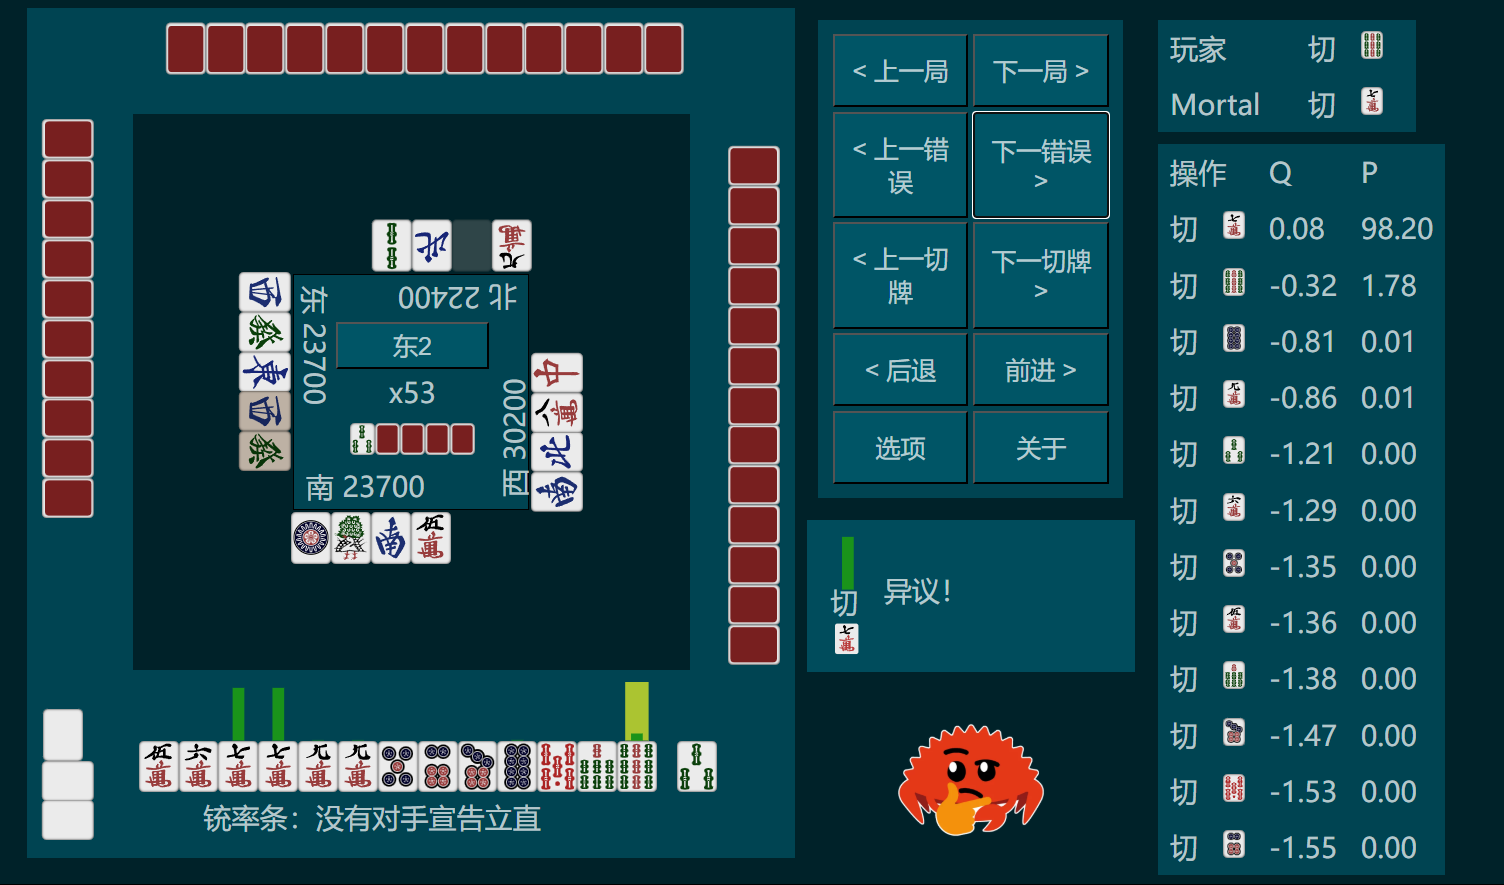 北 22400
东 23700
东2
x53
西 30200
南 23700
铳率条：没有对手宣告立直
< 上一局
下一局 >
< 上一错误
下一错误 >
< 上一切牌
下一切牌 >
< 后退
前进 >
选项
关于
切
异议！
玩家 切
Mortal 切
操作 Q P
切 0.08 98.20
切 -0.32 1.78
切 -0.81 0.01
切 -0.86 0.01
切 -1.21 0.00
切 -1.29 0.00
切 -1.35 0.00
切 -1.36 0.00
切 -1.38 0.00
切 -1.47 0.00
切 -1.53 0.00
切 -1.55 0.00